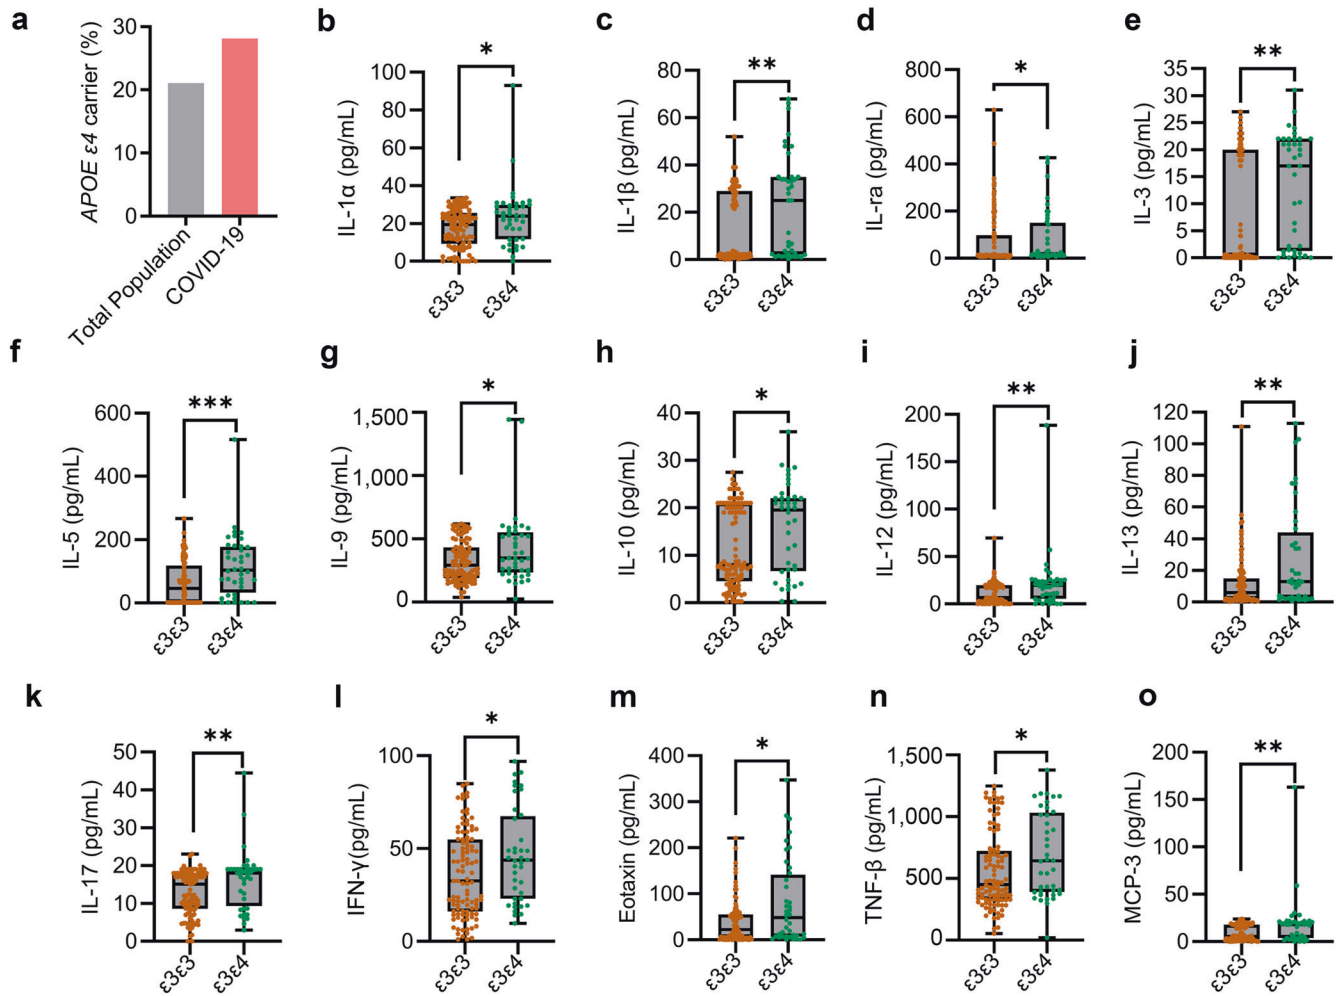 a
APOE ε4 carrier (%)
30
20
10
0
Total Population
COVID-19
b
*
IL-1α (pg/mL)
100
80
60
40
20
0
ε3ε3
ε3ε4
c
**
IL-1β (pg/mL)
80
60
40
20
0
ε3ε3
ε3ε4
d
*
IL-ra (pg/mL)
800
600
400
200
0
ε3ε3
ε3ε4
e
**
IL-3 (pg/mL)
35
30
25
20
15
10
5
0
ε3ε3
ε3ε4
f
***
IL-5 (pg/mL)
600
400
200
0
ε3ε3
ε3ε4
g
*
IL-9 (pg/mL)
1,500
1,000
500
0
ε3ε3
ε3ε4
h
*
IL-10 (pg/mL)
40
30
20
10
0
ε3ε3
ε3ε4
i
**
IL-12 (pg/mL)
200
150
100
50
0
ε3ε3
ε3ε4
j
**
IL-13 (pg/mL)
120
100
80
60
40
20
0
ε3ε3
ε3ε4
k
**
IL-17 (pg/mL)
50
40
30
20
10
0
ε3ε3
ε3ε4
l
*
IFN-γ(pg/mL)
100
50
0
ε3ε3
ε3ε4
m
*
Eotaxin (pg/mL)
400
300
200
100
0
ε3ε3
ε3ε4
n
*
TNF-β (pg/mL)
1,500
1,000
500
0
ε3ε3
ε3ε4
o
**
MCP-3 (pg/mL)
200
150
100
50
0
ε3ε3
ε3ε4